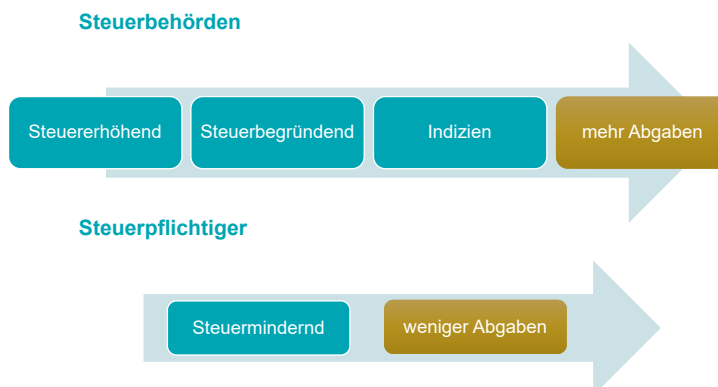 Steuerbehörden
Steuererhöhend
Steuerbegründend
Indizien
mehr Abgaben
Steuerpflichtiger
Steuermindernd
weniger Abgaben